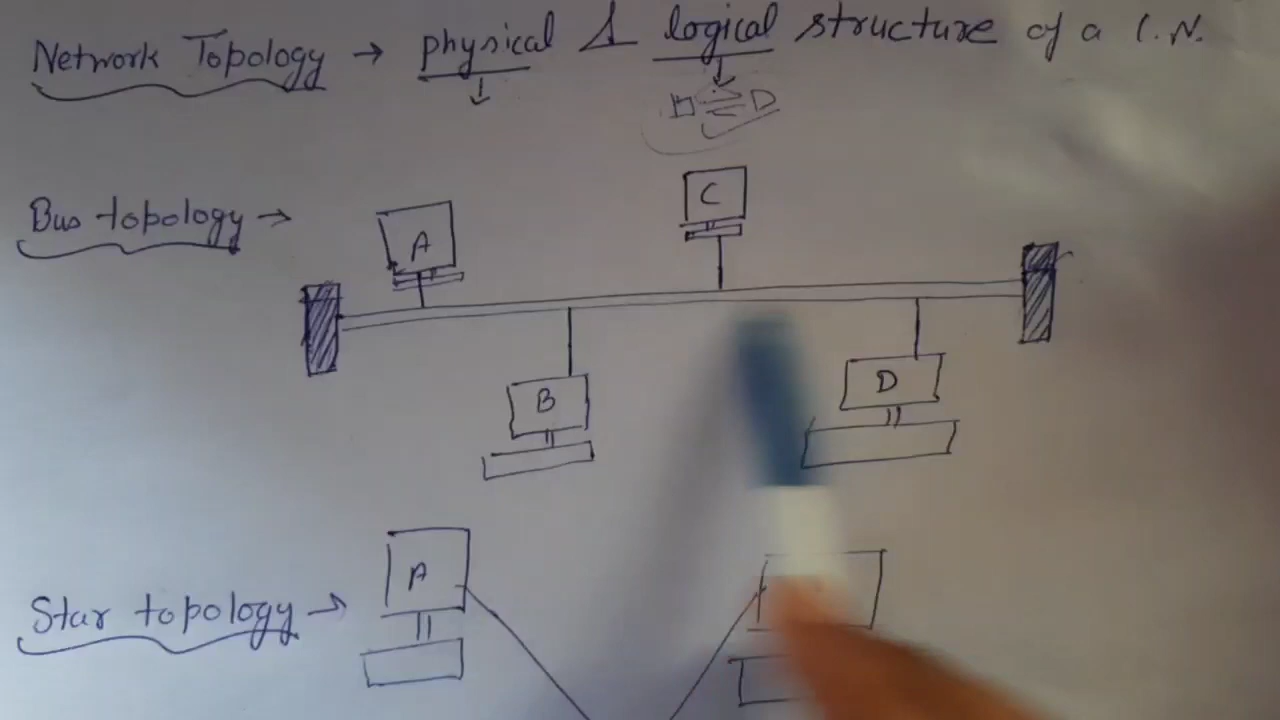 Network Topology → physical & logical structure of a C.N.
D
Bus topology →
A
C
B
D
Star topology →
A